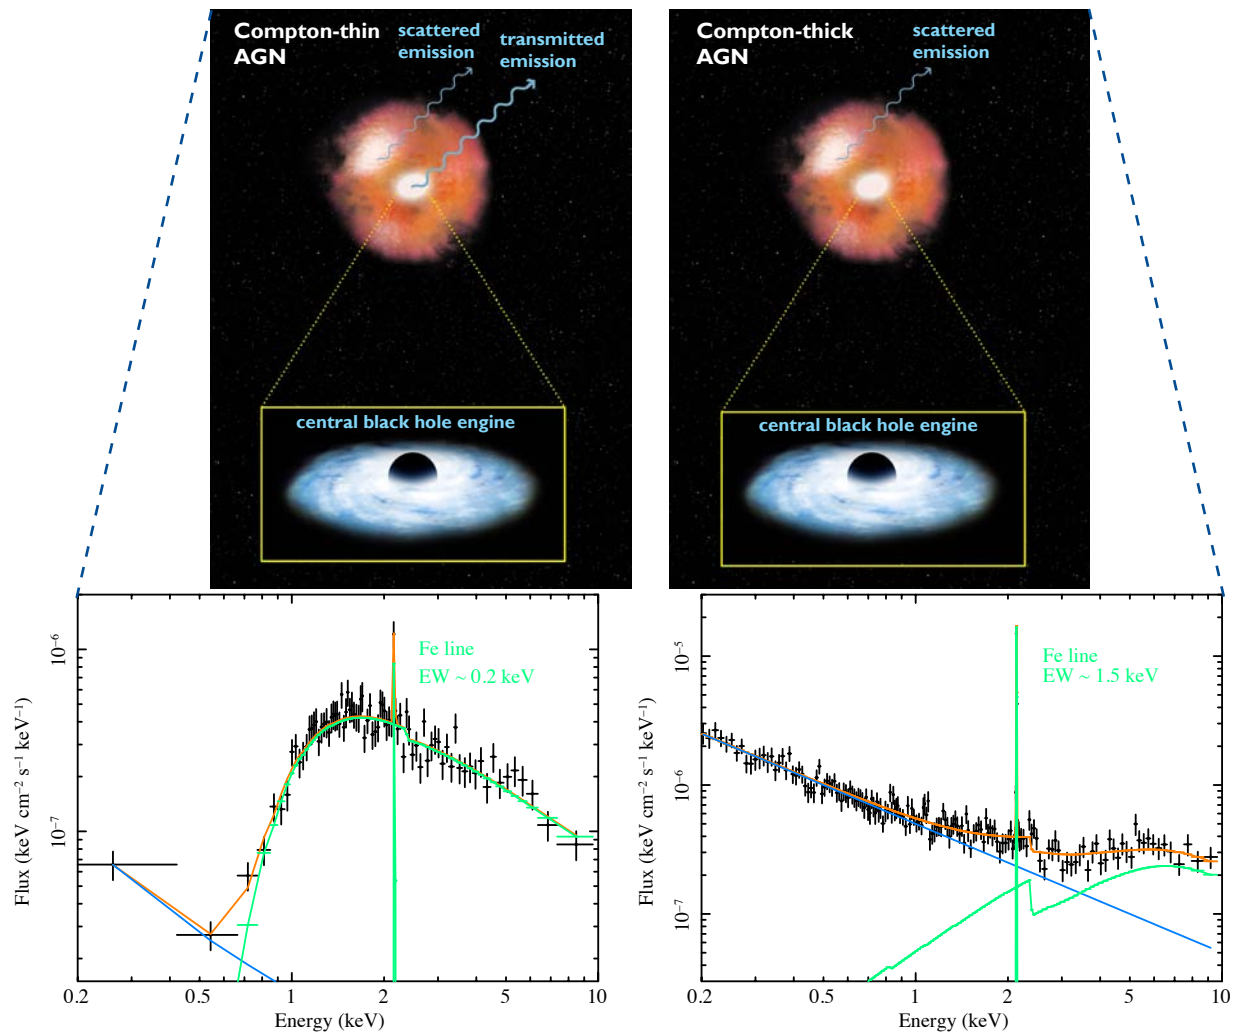 Compton-thin
AGN
scattered
emission
transmitted
emission
central black hole engine
Compton-thick
AGN
scattered
emission
central black hole engine
Fe line
EW ~ 0.2 keV
10⁻⁶
10⁻⁷
Flux (keV cm⁻² s⁻¹ keV⁻¹)
0.2 0.5 1 2 5 10
Energy (keV)
Fe line
EW ~ 1.5 keV
10⁻⁵
10⁻⁶
10⁻⁷
Flux (keV cm⁻² s⁻¹ keV⁻¹)
0.2 0.5 1 2 5 10
Energy (keV)